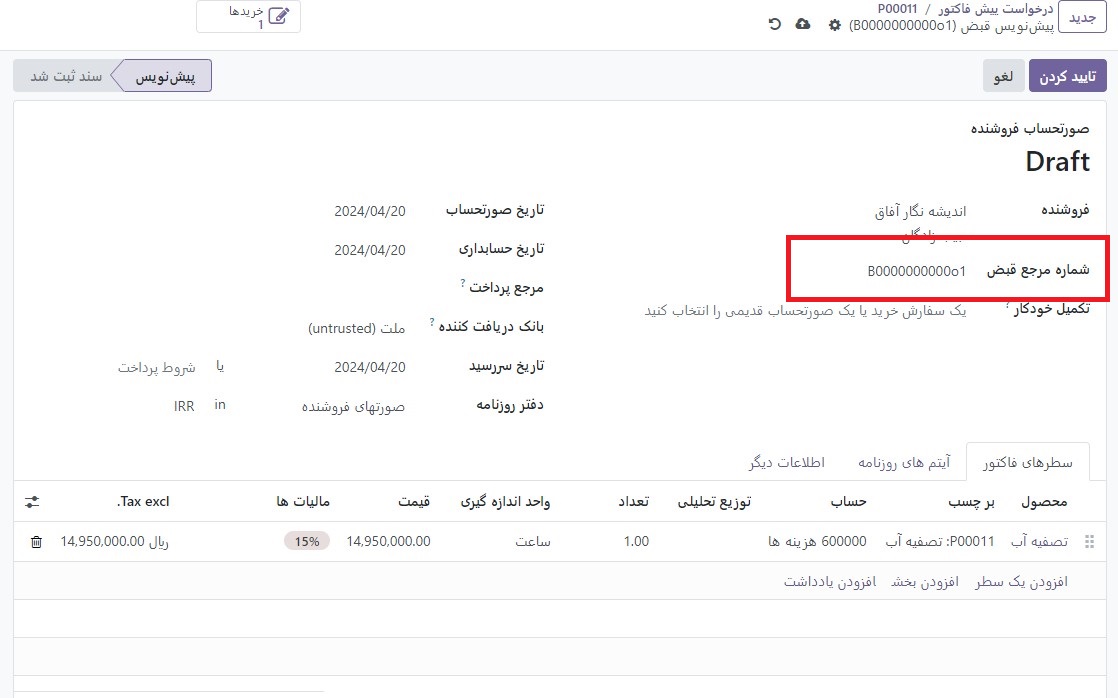 جدید
درخواست پیش فاکتور / P00011
پیش‌نویس قبض (B0000000000o1)
خریدها
1
تایید کردن
لغو
پیش‌نویس
سند ثبت شد
صورتحساب فروشنده
Draft
فروشنده
اندیشه نگار آفاق
شماره مرجع قبض
B0000000000o1
تکمیل خودکار ?
یک سفارش خرید یا یک صورتحساب قدیمی را انتخاب کنید
تاریخ صورتحساب
2024/04/20
تاریخ حسابداری
2024/04/20
مرجع پرداخت ?
بانک دریافت کننده ?
ملت (untrusted)
تاریخ سررسید
2024/04/20 یا شروط پرداخت
دفتر روزنامه
صورتهای فروشنده in IRR
سطرهای فاکتور آیتم های روزنامه اطلاعات دیگر
محصول بر چسب حساب توزیع تحلیلی تعداد واحد اندازه گیری قیمت مالیات ها Tax excl.
تصفیه آب P00011: تصفیه آب 600000 هزینه ها 1.00 ساعت 14,950,000.00 15% 14,950,000.00 ریال
افزودن یک سطر افزودن بخش افزودن یادداشت